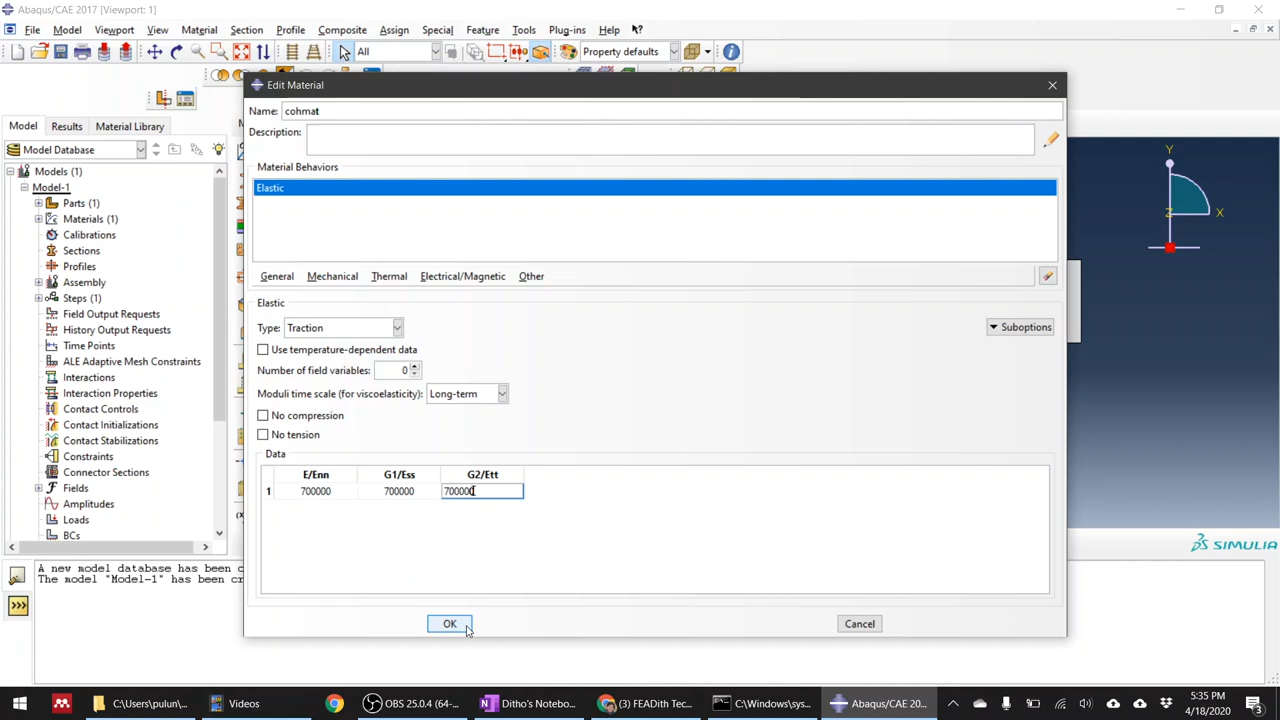 Abaqus/CAE 2017 [Viewport: 1]
File Model Viewport View Material Section Profile Composite Assign Special Feature Tools Plug-ins Help
All
Property defaults
Edit Material
Name: cohmat
Description:
Model Results Material Library
Material Behaviors
Model Database
Elastic
Models (1)
Model-1
Parts (1)
Materials (1)
Calibrations
Sections
Profiles
Assembly
Steps (1)
Field Output Requests
History Output Requests
Time Points
ALE Adaptive Mesh Constraints
Interactions
Interaction Properties
Contact Controls
Contact Initializations
Contact Stabilizations
Constraints
Connector Sections
Fields
Amplitudes
Loads
BCs
General Mechanical Thermal Electrical/Magnetic Other
Elastic
Type: Traction
Suboptions
Use temperature-dependent data
Number of field variables: 0
Moduli time scale (for viscoelasticity): Long-term
No compression
No tension
Data
E/Enn G1/Ess G2/Ett
1 700000 700000 700000
OK Cancel
Y
Z X
SIMULIA
A new model database has been c
The model "Model-1" has been cr
>>>
C:\Users\pulun,...
Videos
OBS 25.0.4 (64-...
Ditho's Notebo...
(3) FEADith Tec...
C:\Windows\sys...
Abaqus/CAE 20...
5:35 PM
4/18/2020